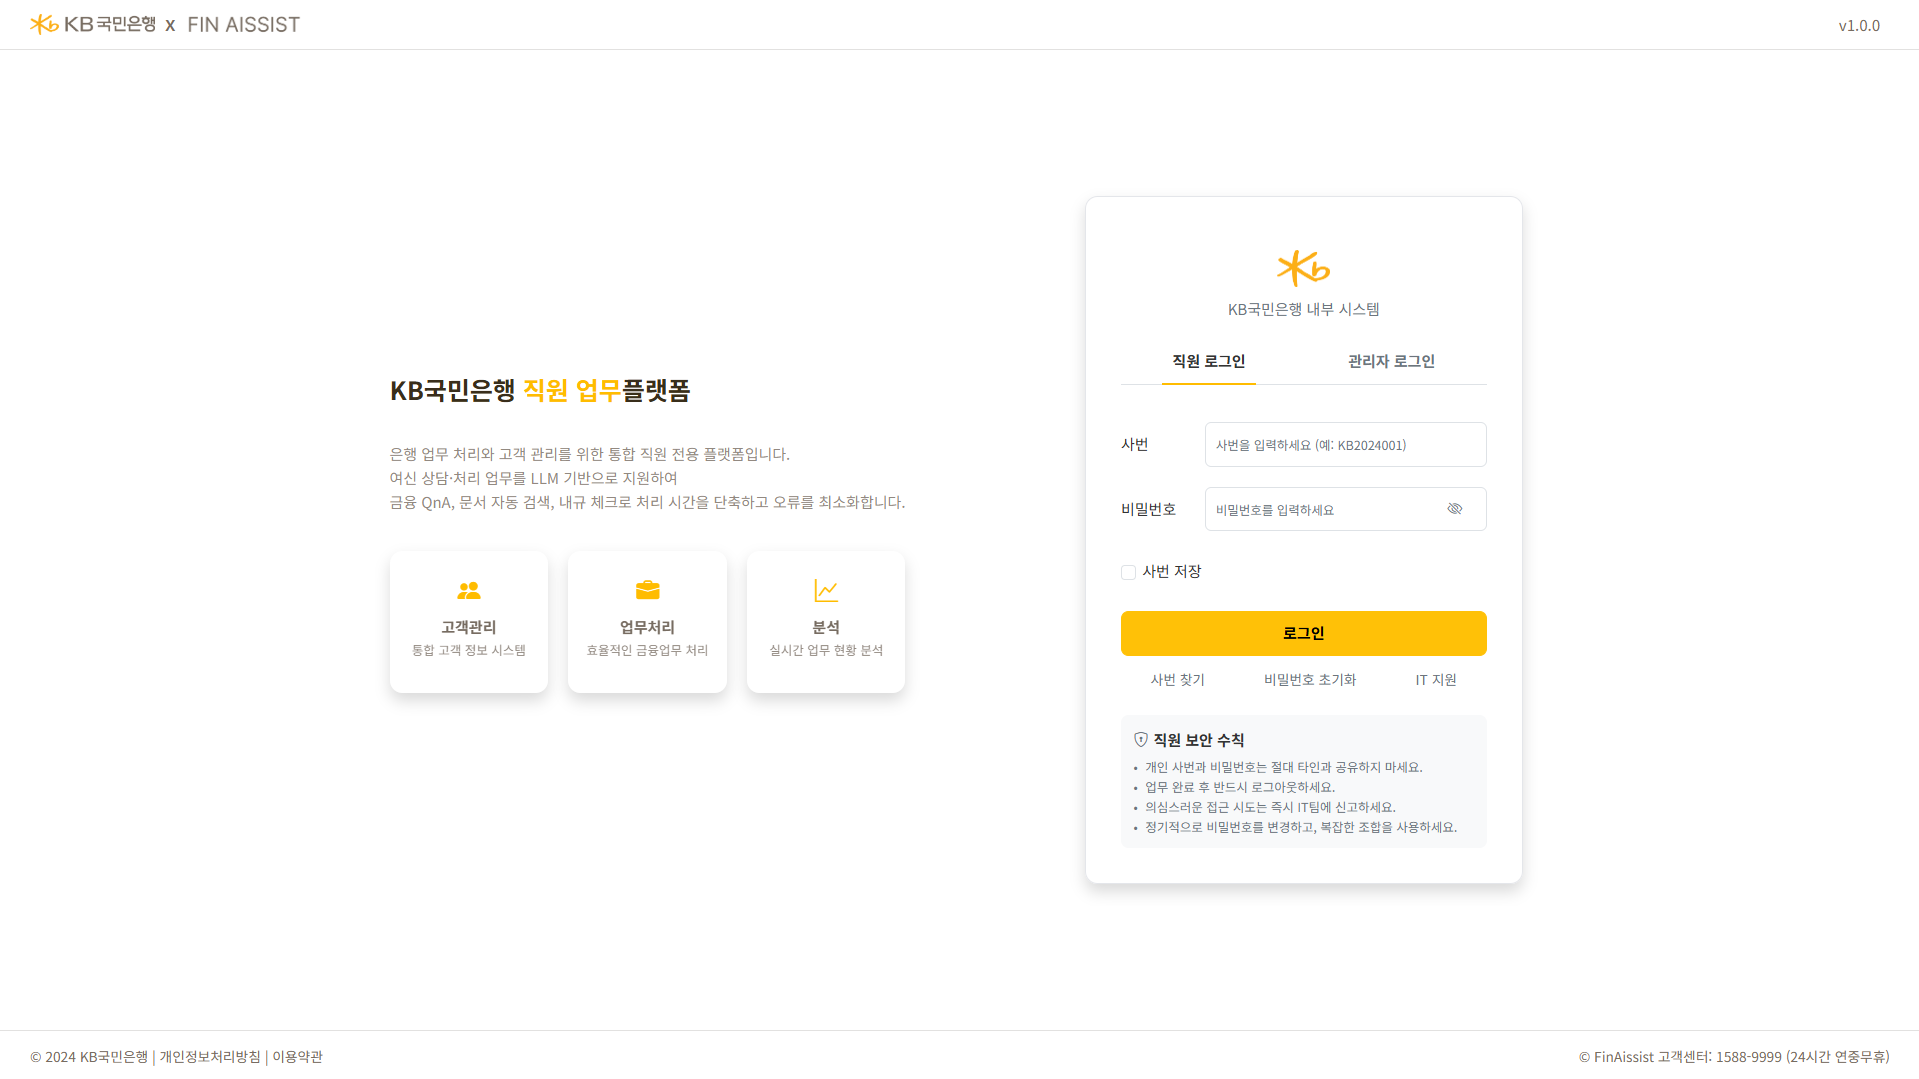 KB국민은행 x FIN AISSIST
v1.0.0
KB국민은행 직원 업무플랫폼
은행 업무 처리와 고객 관리를 위한 통합 직원 전용 플랫폼입니다.
여신 상담·처리 업무를 LLM 기반으로 지원하여
금융 QnA, 문서 자동 검색, 내규 체크로 처리 시간을 단축하고 오류를 최소화합니다.
고객관리
통합 고객 정보 시스템
업무처리
효율적인 금융업무 처리
분석
실시간 업무 현황 분석
Kb
KB국민은행 내부 시스템
직원 로그인 관리자 로그인
사번 사번을 입력하세요 (예: KB2024001)
비밀번호 비밀번호를 입력하세요
사번 저장
로그인
사번 찾기 비밀번호 초기화 IT 지원
직원 보안 수칙
• 개인 사번과 비밀번호는 절대 타인과 공유하지 마세요.
• 업무 완료 후 반드시 로그아웃하세요.
• 의심스러운 접근 시도는 즉시 IT팀에 신고하세요.
• 정기적으로 비밀번호를 변경하고, 복잡한 조합을 사용하세요.
© 2024 KB국민은행 | 개인정보처리방침 | 이용약관
© FinAissist 고객센터: 1588-9999 (24시간 연중무휴)